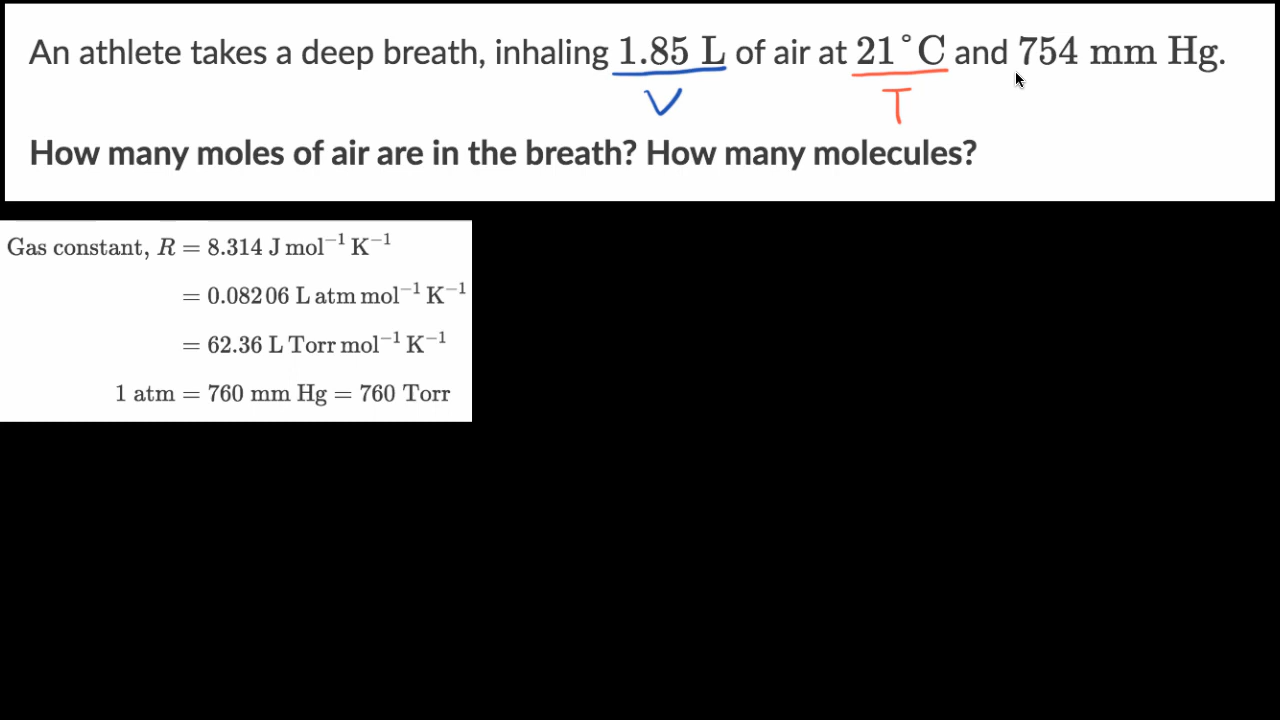 An athlete takes a deep breath, inhaling 1.85 L of air at 21°C and 754 mm Hg.
V T
How many moles of air are in the breath? How many molecules?
Gas constant, R = 8.314 J mol⁻¹ K⁻¹
= 0.08206 L atm mol⁻¹ K⁻¹
= 62.36 L Torr mol⁻¹ K⁻¹
1 atm = 760 mm Hg = 760 Torr